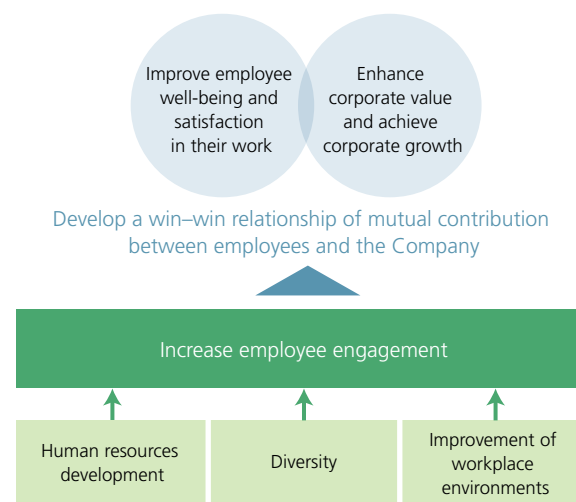 Improve employee
well-being and
satisfaction
in their work
Enhance
corporate value
and achieve
corporate growth
Develop a win–win relationship of mutual contribution
between employees and the Company
Increase employee engagement
Human resources
development
Diversity
Improvement of
workplace
environments